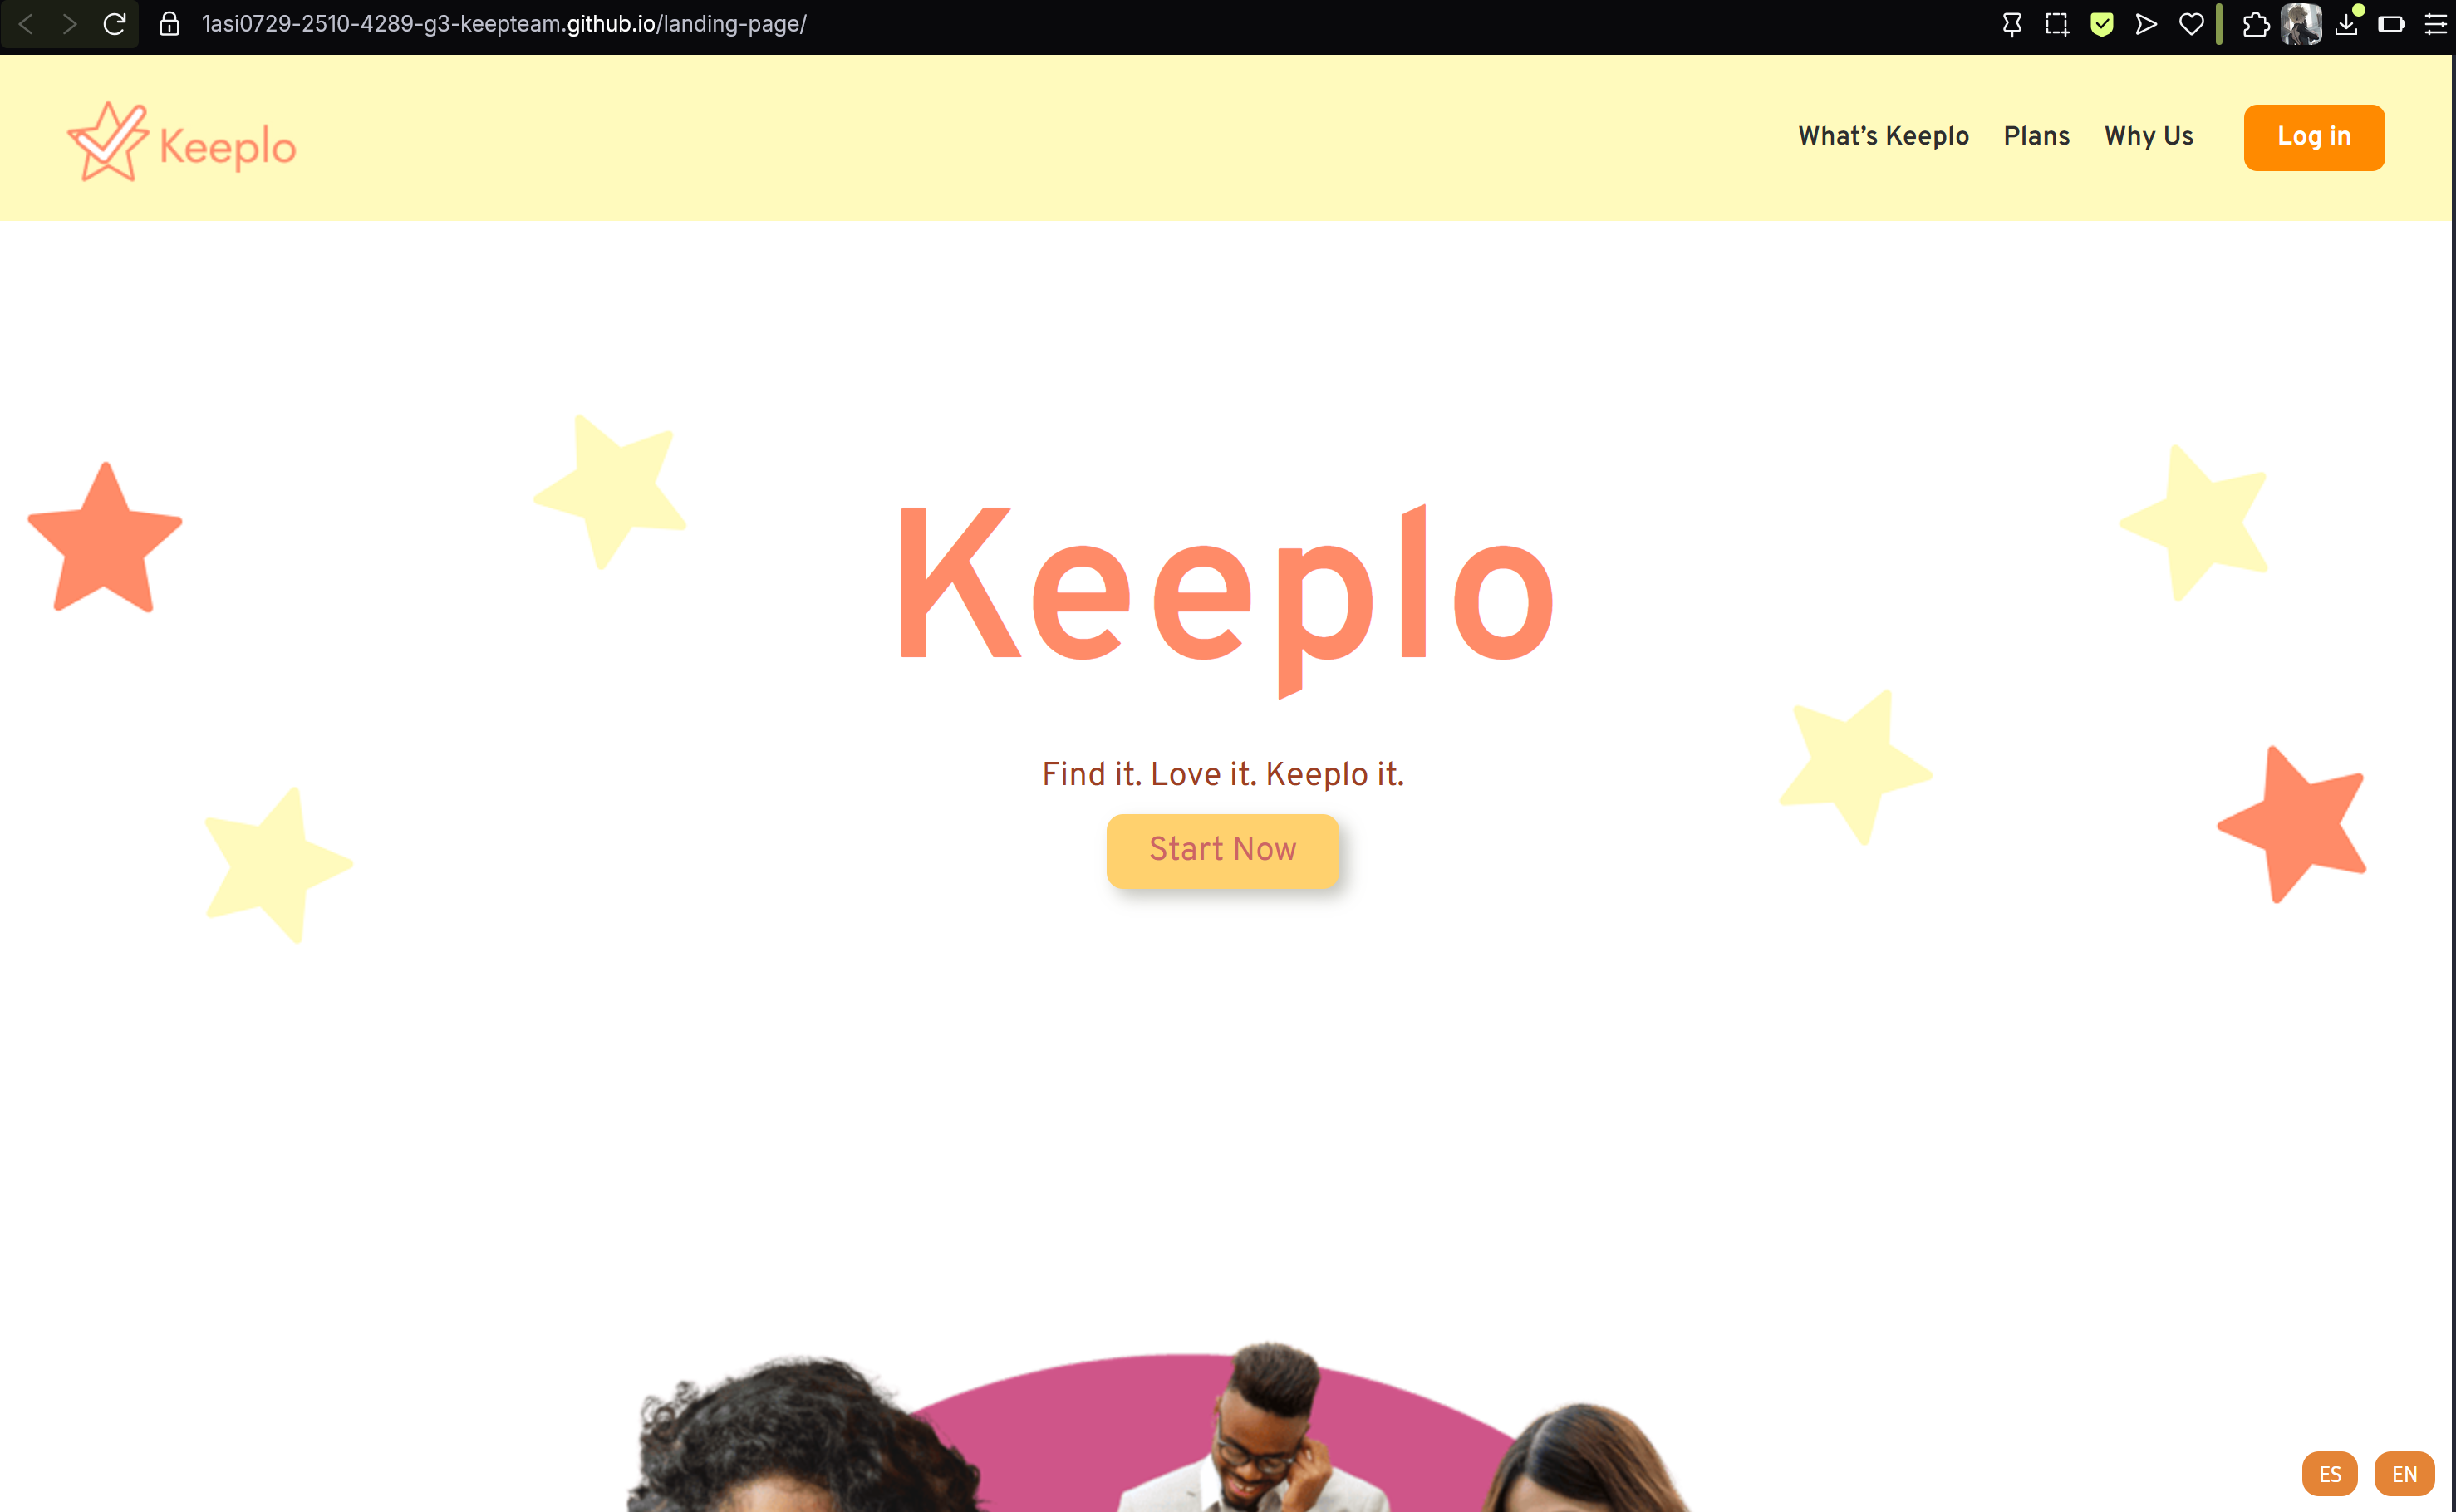 1asi0729-2510-4289-g3-keepteam.github.io/landing-page/
Keeplo
What’s Keeplo Plans Why Us Log in
Keeplo
Find it. Love it. Keeplo it.
Start Now
ES EN